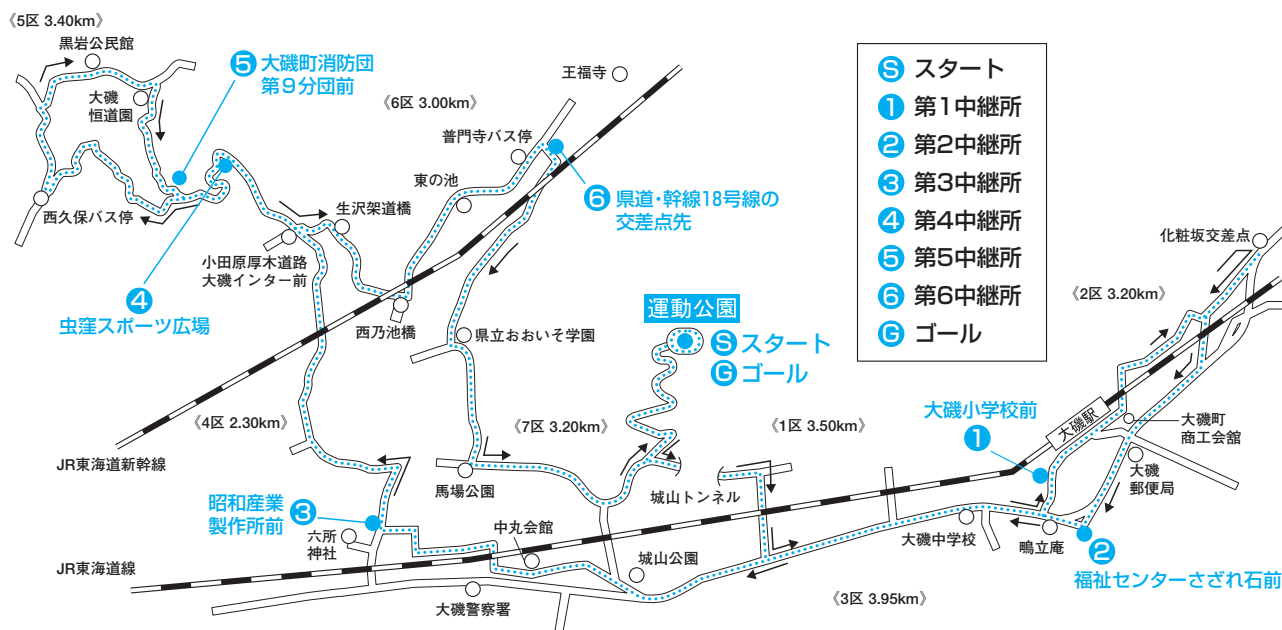 《5区 3.40km》
黒岩公民館
大磯
恒道園
5 大磯町消防団
第9分団前
《6区 3.00km》
王福寺
普門寺バス停
東の池
6 県道・幹線18号線の
交差点先
西久保バス停
生沢架道橋
小田原厚木道路
大磯インター前
4
虫窪スポーツ広場
西乃池橋
県立おおいそ学園
運動公園
S スタート
G ゴール
S スタート
1 第1中継所
2 第2中継所
3 第3中継所
4 第4中継所
5 第5中継所
6 第6中継所
G ゴール
化粧坂交差点
《2区 3.20km》
《4区 2.30km》
《7区 3.20km》
《1区 3.50km》
大磯小学校前
1
大磯駅
大磯町
商工会館
大磯
郵便局
JR東海道新幹線
馬場公園
城山トンネル
昭和産業
製作所前
3
六所
神社
中丸会館
城山公園
大磯中学校
鴫立庵
2
福祉センターさざれ石前
JR東海道線
大磯警察署
《3区 3.95km》